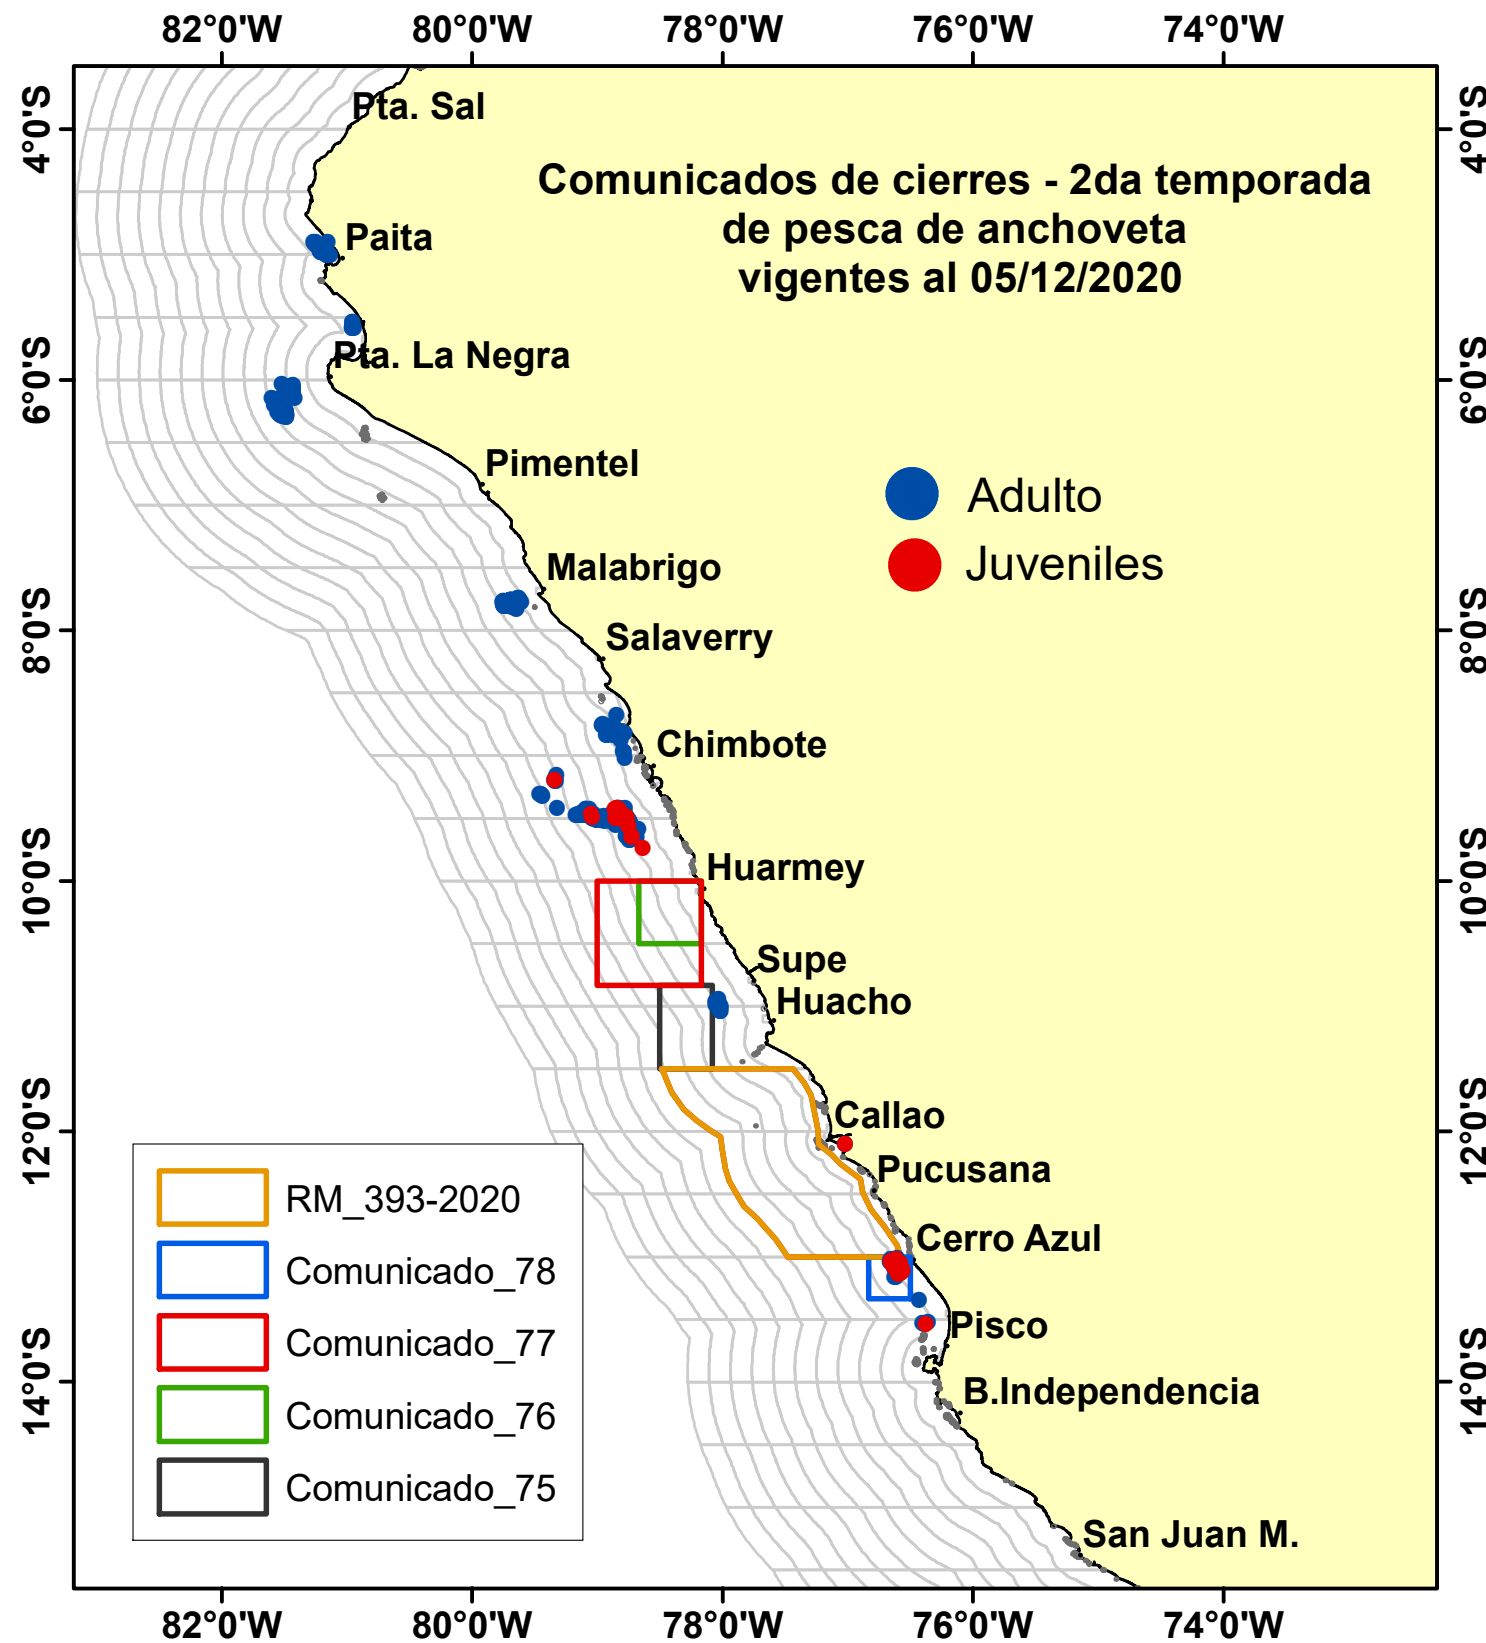 82°0'W 80°0'W 78°0'W 76°0'W 74°0'W
4°0'S
6°0'S
8°0'S
10°0'S
12°0'S
14°0'S
Comunicados de cierres - 2da temporada
de pesca de anchoveta
vigentes al 05/12/2020
Adulto
Juveniles
Pta. Sal
Paita
Pta. La Negra
Pimentel
Malabrigo
Salaverry
Chimbote
Huarmey
Supe
Huacho
Callao
Pucusana
Cerro Azul
Pisco
B.Independencia
San Juan M.
RM_393-2020
Comunicado_78
Comunicado_77
Comunicado_76
Comunicado_75
4°0'S
6°0'S
8°0'S
10°0'S
12°0'S
14°0'S
82°0'W 80°0'W 78°0'W 76°0'W 74°0'W